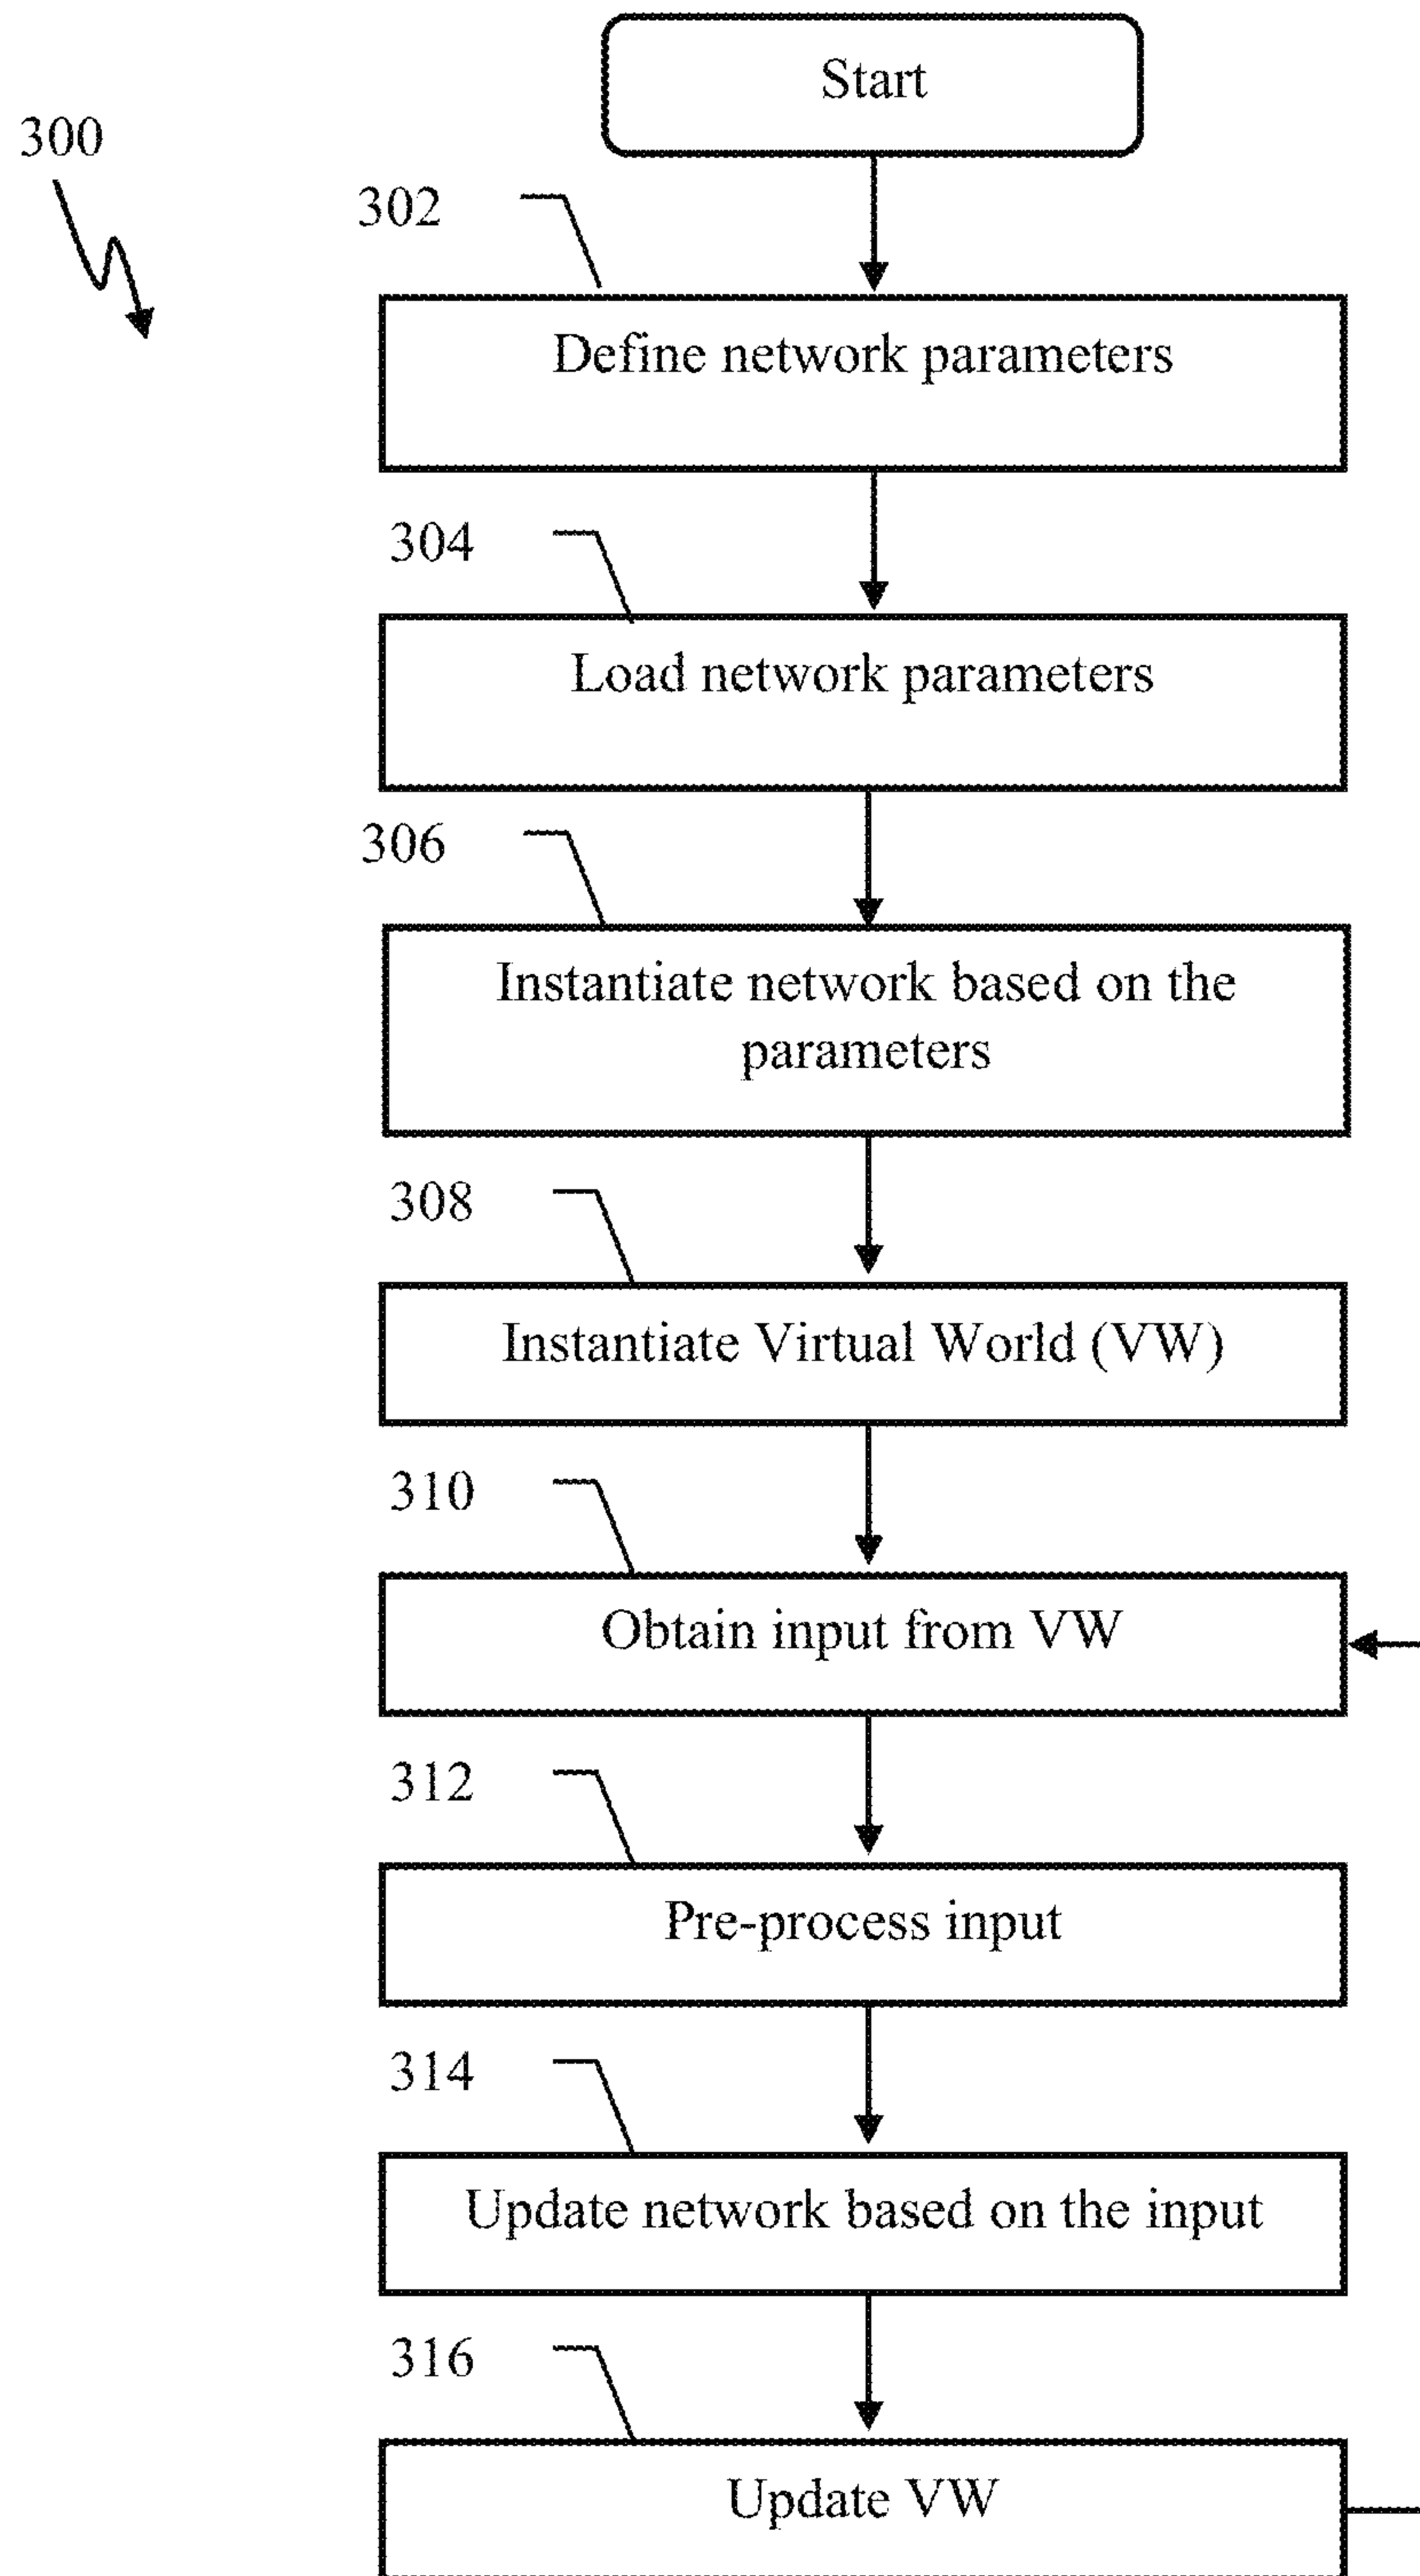 Start
300
302
Define network parameters
304
Load network parameters
306
Instantiate network based on the
parameters
308
Instantiate Virtual World (VW)
310
Obtain input from VW
312
Pre-process input
314
Update network based on the input
316
Update VW